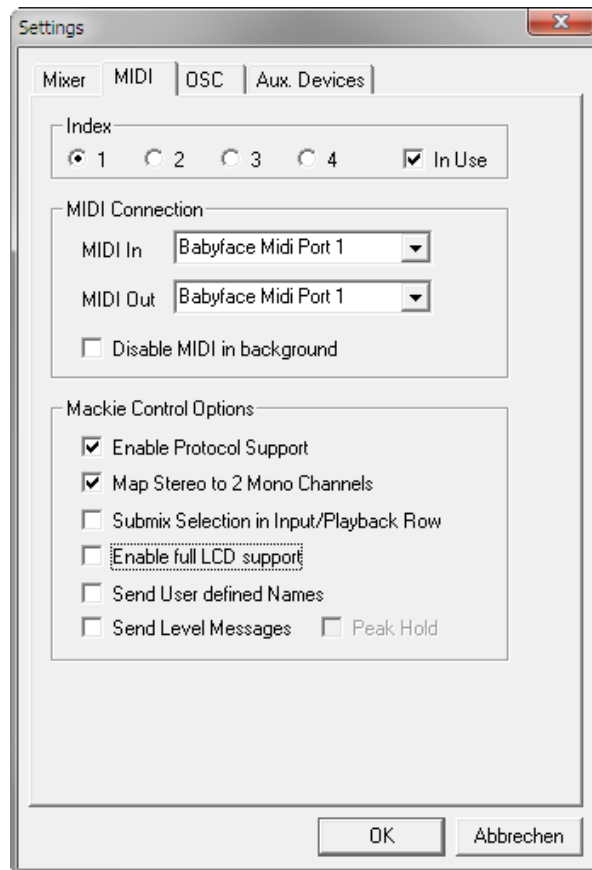 Settings
Mixer MIDI OSC Aux. Devices
Index
1 2 3 4 In Use
MIDI Connection
MIDI In Babyface Midi Port 1
MIDI Out Babyface Midi Port 1
Disable MIDI in background
Mackie Control Options
Enable Protocol Support
Map Stereo to 2 Mono Channels
Submix Selection in Input/Playback Row
Enable full LCD support
Send User defined Names
Send Level Messages Peak Hold
OK Abbrechen